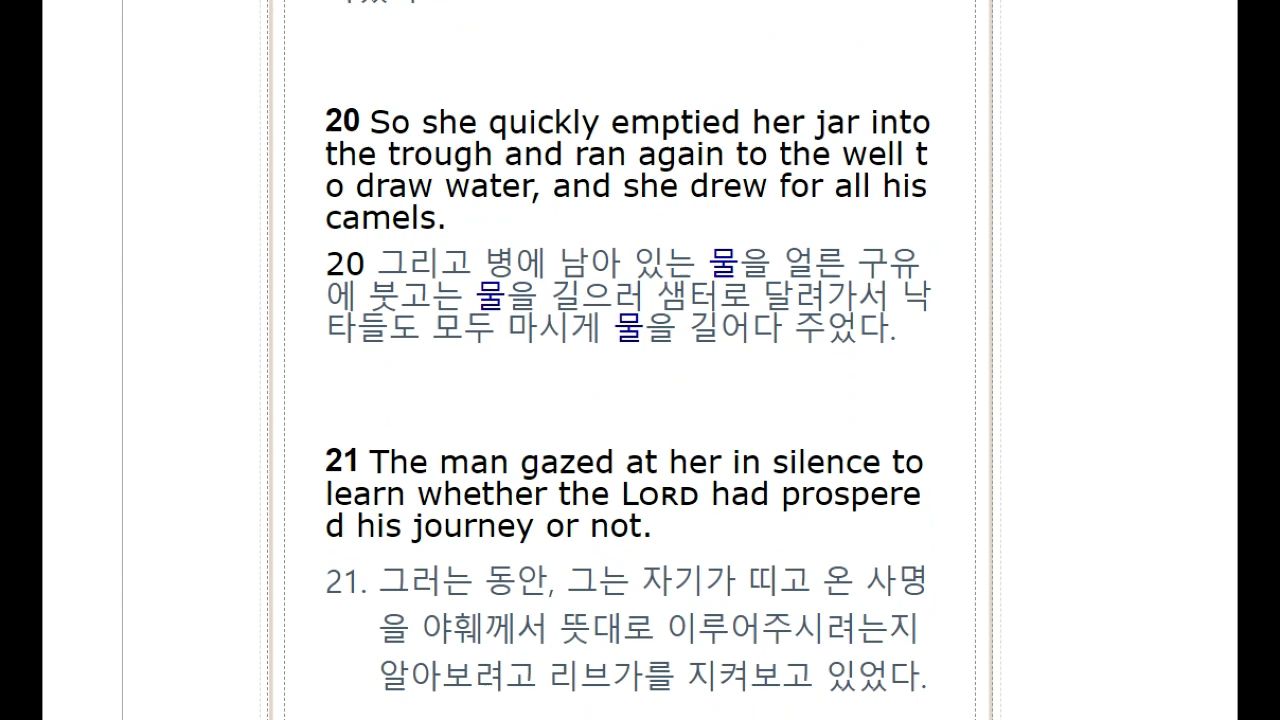 20 So she quickly emptied her jar into
the trough and ran again to the well t
o draw water, and she drew for all his
camels.
20 그리고 병에 남아 있는 물을 얼른 구유
에 붓고는 물을 길으러 샘터로 달려가서 낙
타들도 모두 마시게 물을 길어다 주었다.
21 The man gazed at her in silence to
learn whether the LORD had prospere
d his journey or not.
21. 그러는 동안, 그는 자기가 띠고 온 사명
을 야훼께서 뜻대로 이루어주시려는지
알아보려고 리브가를 지켜보고 있었다.